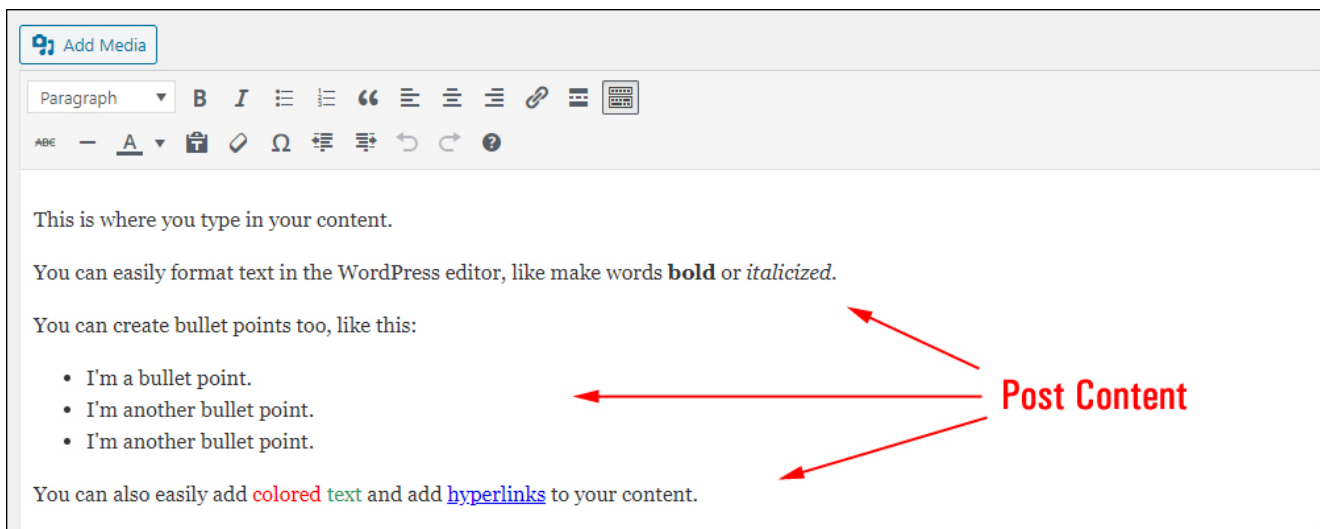 Add Media
Paragraph
B I
ABC A T Ω ?
This is where you type in your content.
You can easily format text in the WordPress editor, like make words bold or italicized.
You can create bullet points too, like this:
• I'm a bullet point.
• I'm another bullet point.
• I'm another bullet point.
Post Content
You can also easily add colored text and add hyperlinks to your content.